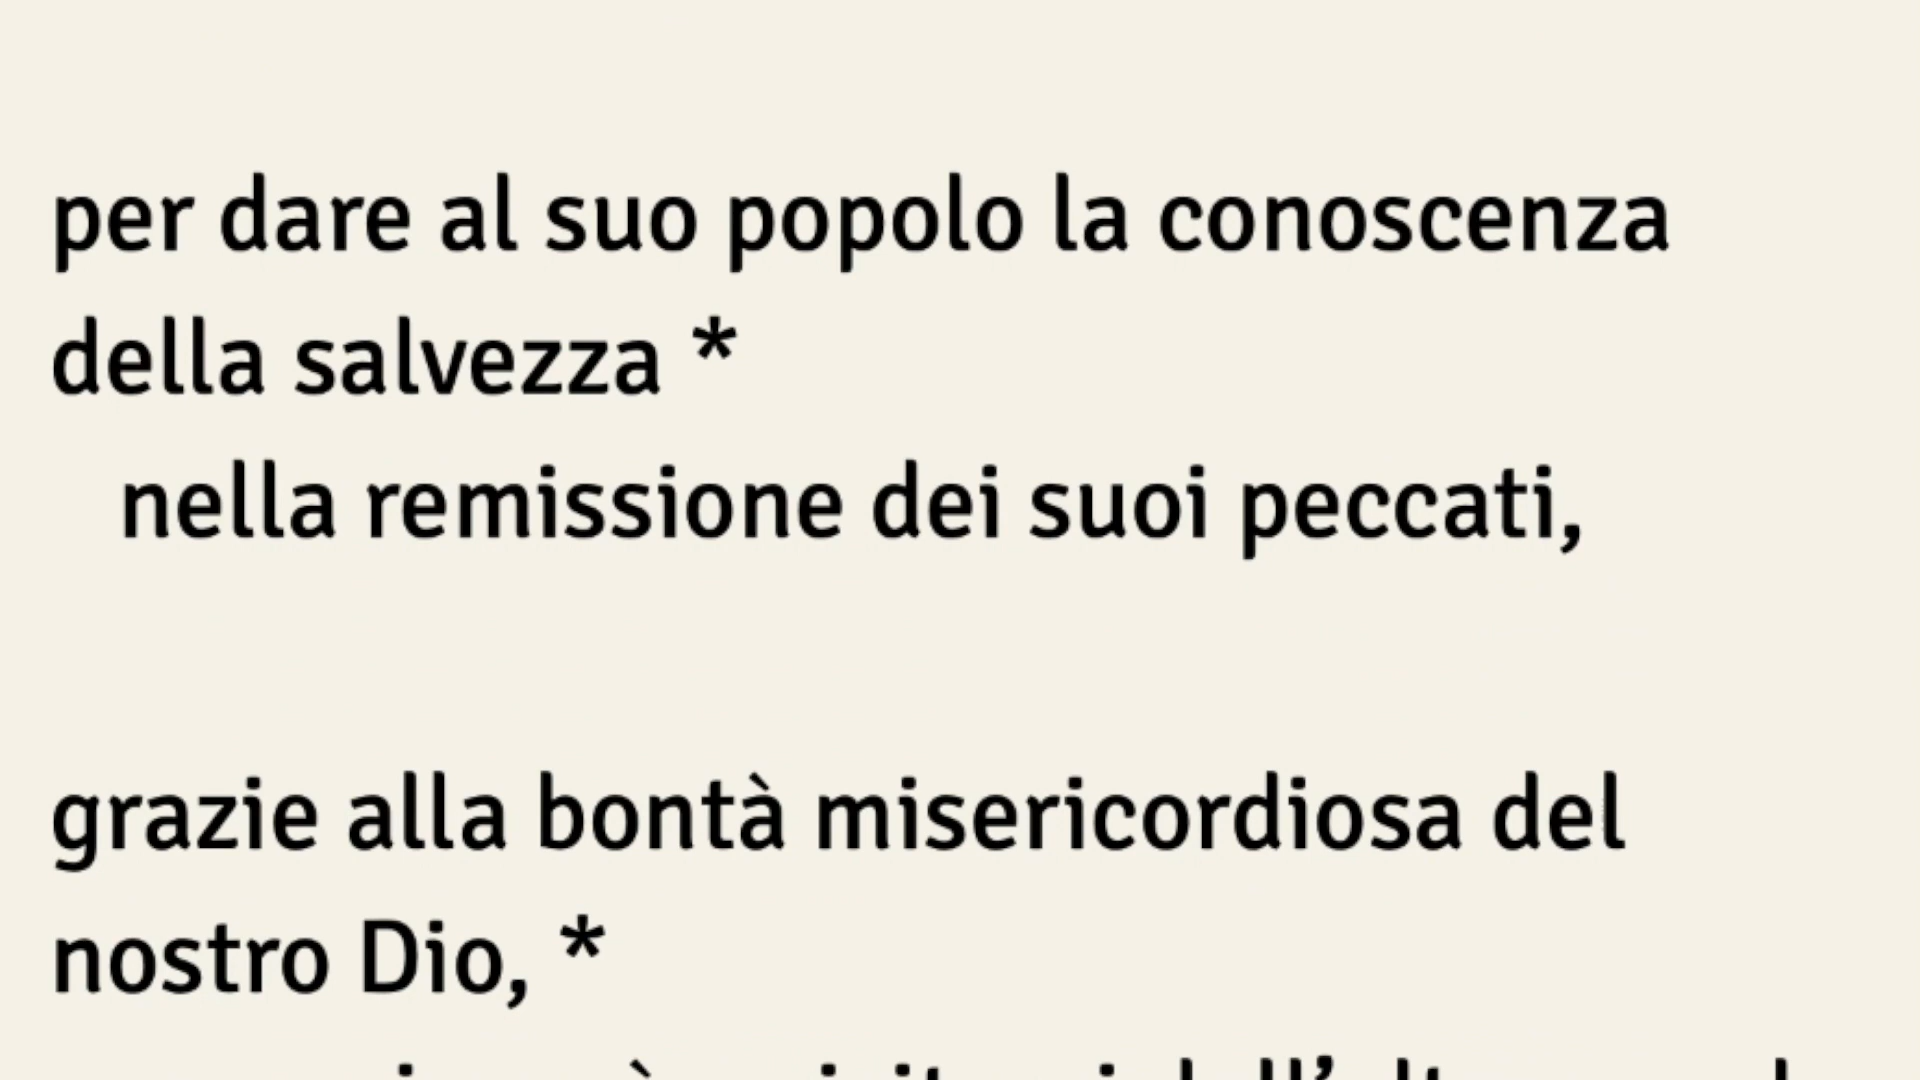 per dare al suo popolo la conoscenza
della salvezza *
nella remissione dei suoi peccati,
grazie alla bontà misericordiosa del
nostro Dio, *